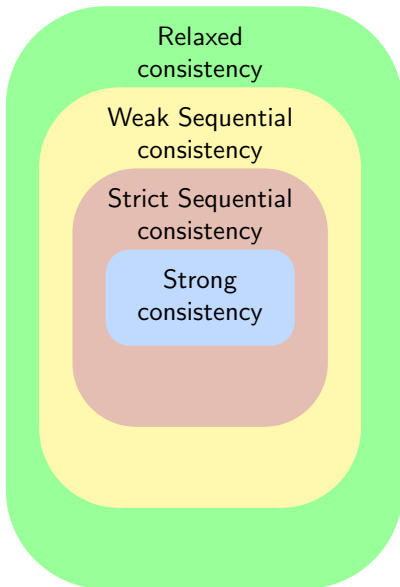 Relaxed
consistency
Weak Sequential
consistency
Strict Sequential
consistency
Strong
consistency